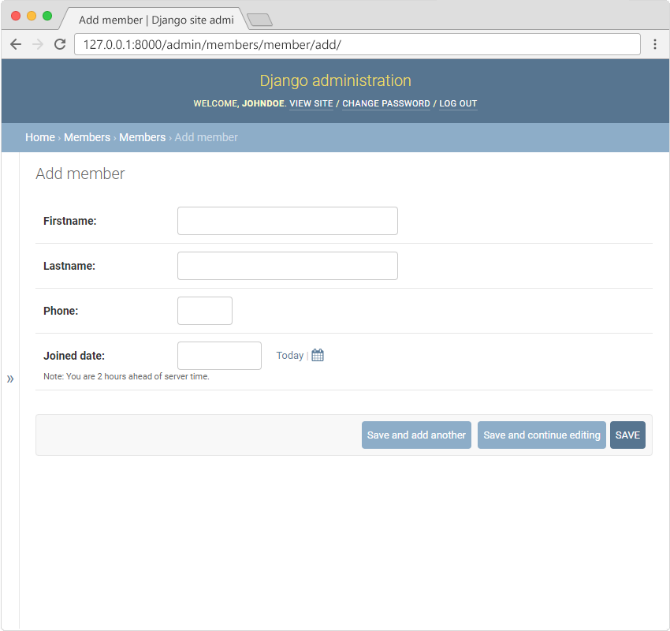 Add member | Django site admi
127.0.0.1:8000/admin/members/member/add/
Django administration
WELCOME, JOHNDOE. VIEW SITE / CHANGE PASSWORD / LOG OUT
Home › Members › Members › Add member
Add member
Firstname:
Lastname:
Phone:
Joined date:
Today |
Note: You are 2 hours ahead of server time.
»
Save and add another
Save and continue editing
SAVE